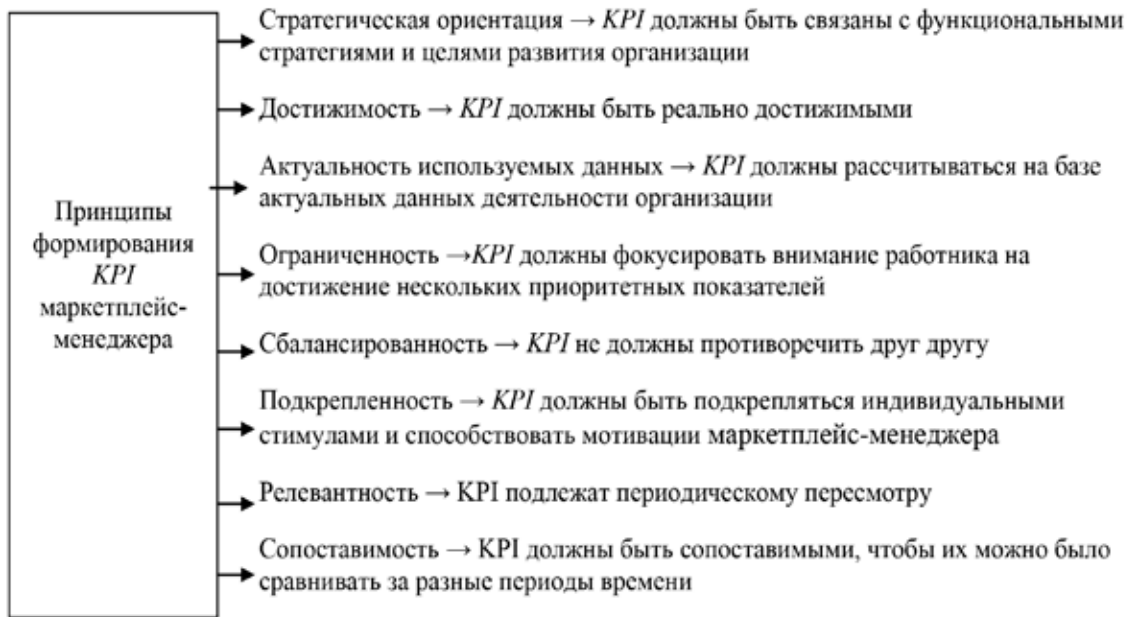 Принципы
формирования
KPI
маркетплейс-
менеджера
Стратегическая ориентация → KPI должны быть связаны с функциональными
стратегиями и целями развития организации
Достижимость → KPI должны быть реально достижимыми
Актуальность используемых данных → KPI должны рассчитываться на базе
актуальных данных деятельности организации
Ограниченность →KPI должны фокусировать внимание работника на
достижение нескольких приоритетных показателей
Сбалансированность → KPI не должны противоречить друг другу
Подкрепленность → KPI должны быть подкрепляться индивидуальными
стимулами и способствовать мотивации маркетплейс-менеджера
Релевантность → KPI подлежат периодическому пересмотру
Сопоставимость → KPI должны быть сопоставимыми, чтобы их можно было
сравнивать за разные периоды времени